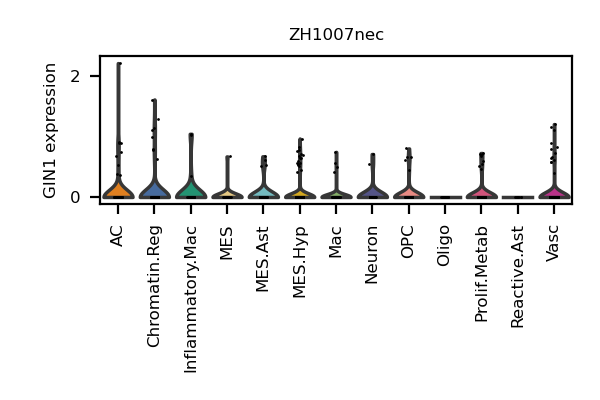 ZH1007nec
GIN1 expression
2
0
AC
Chromatin.Reg
Inflammatory.Mac
MES
MES.Ast
MES.Hyp
Mac
Neuron
OPC
Oligo
Prolif.Metab
Reactive.Ast
Vasc